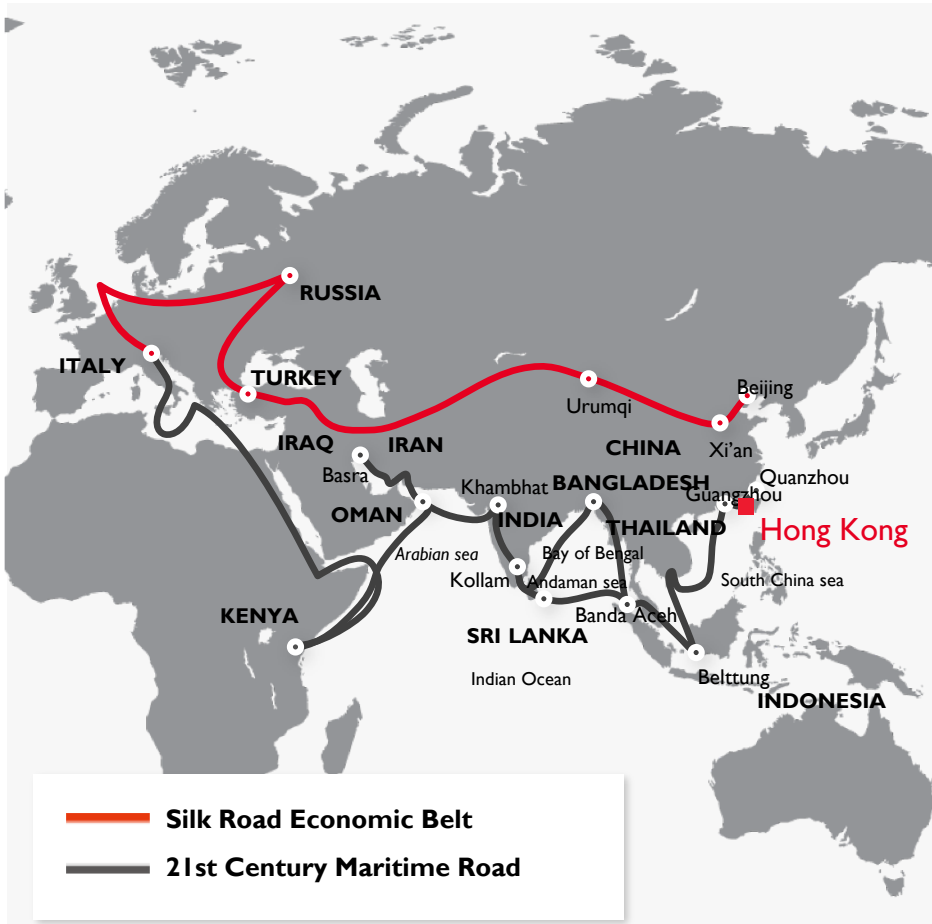 RUSSIA
ITALY
TURKEY
Urumqi
Beijing
IRAQ
IRAN
CHINA
Xi'an
Basra
Khambhat
BANGLADESH
Quanzhou
Guangzhou
OMAN
INDIA
THAILAND
Hong Kong
Arabian sea
Bay of Bengal
Kollam
Andaman sea
South China sea
KENYA
Banda Aceh
SRI LANKA
Indian Ocean
Belttung
INDONESIA
Silk Road Economic Belt
21st Century Maritime Road